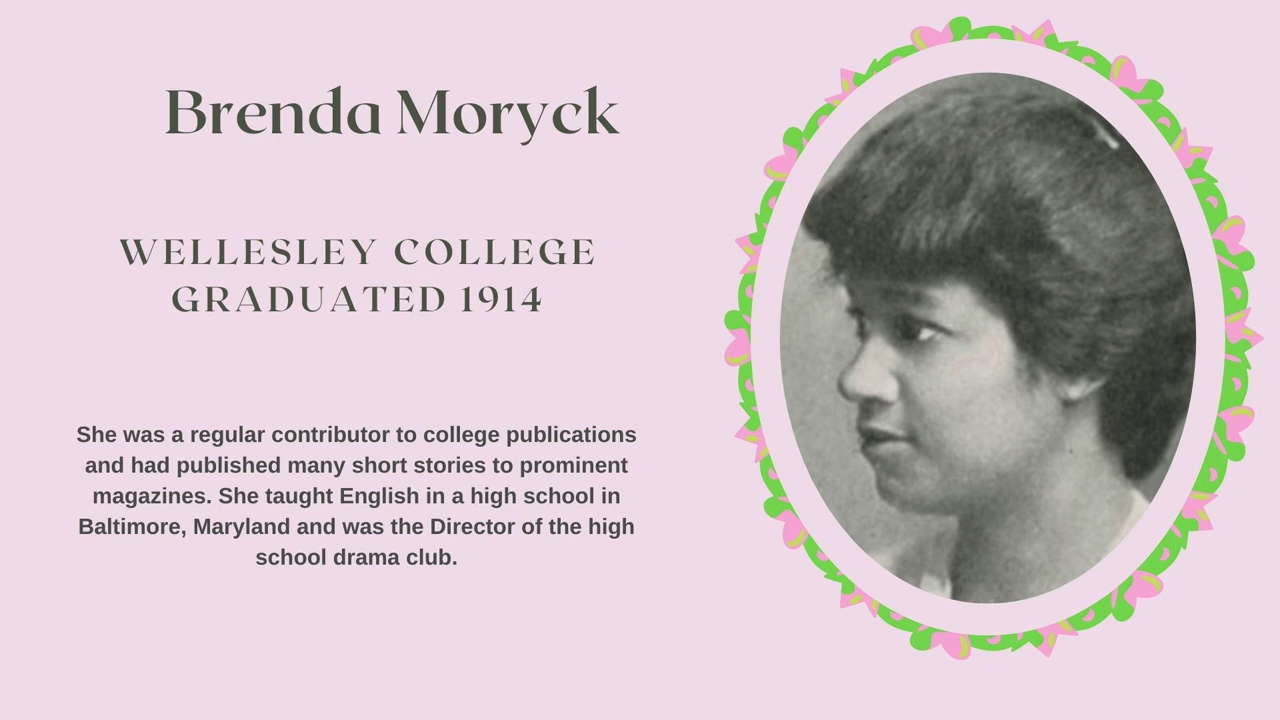 Brenda Moryck
WELLESLEY COLLEGE
GRADUATED 1914
She was a regular contributor to college publications
and had published many short stories to prominent
magazines. She taught English in a high school in
Baltimore, Maryland and was the Director of the high
school drama club.